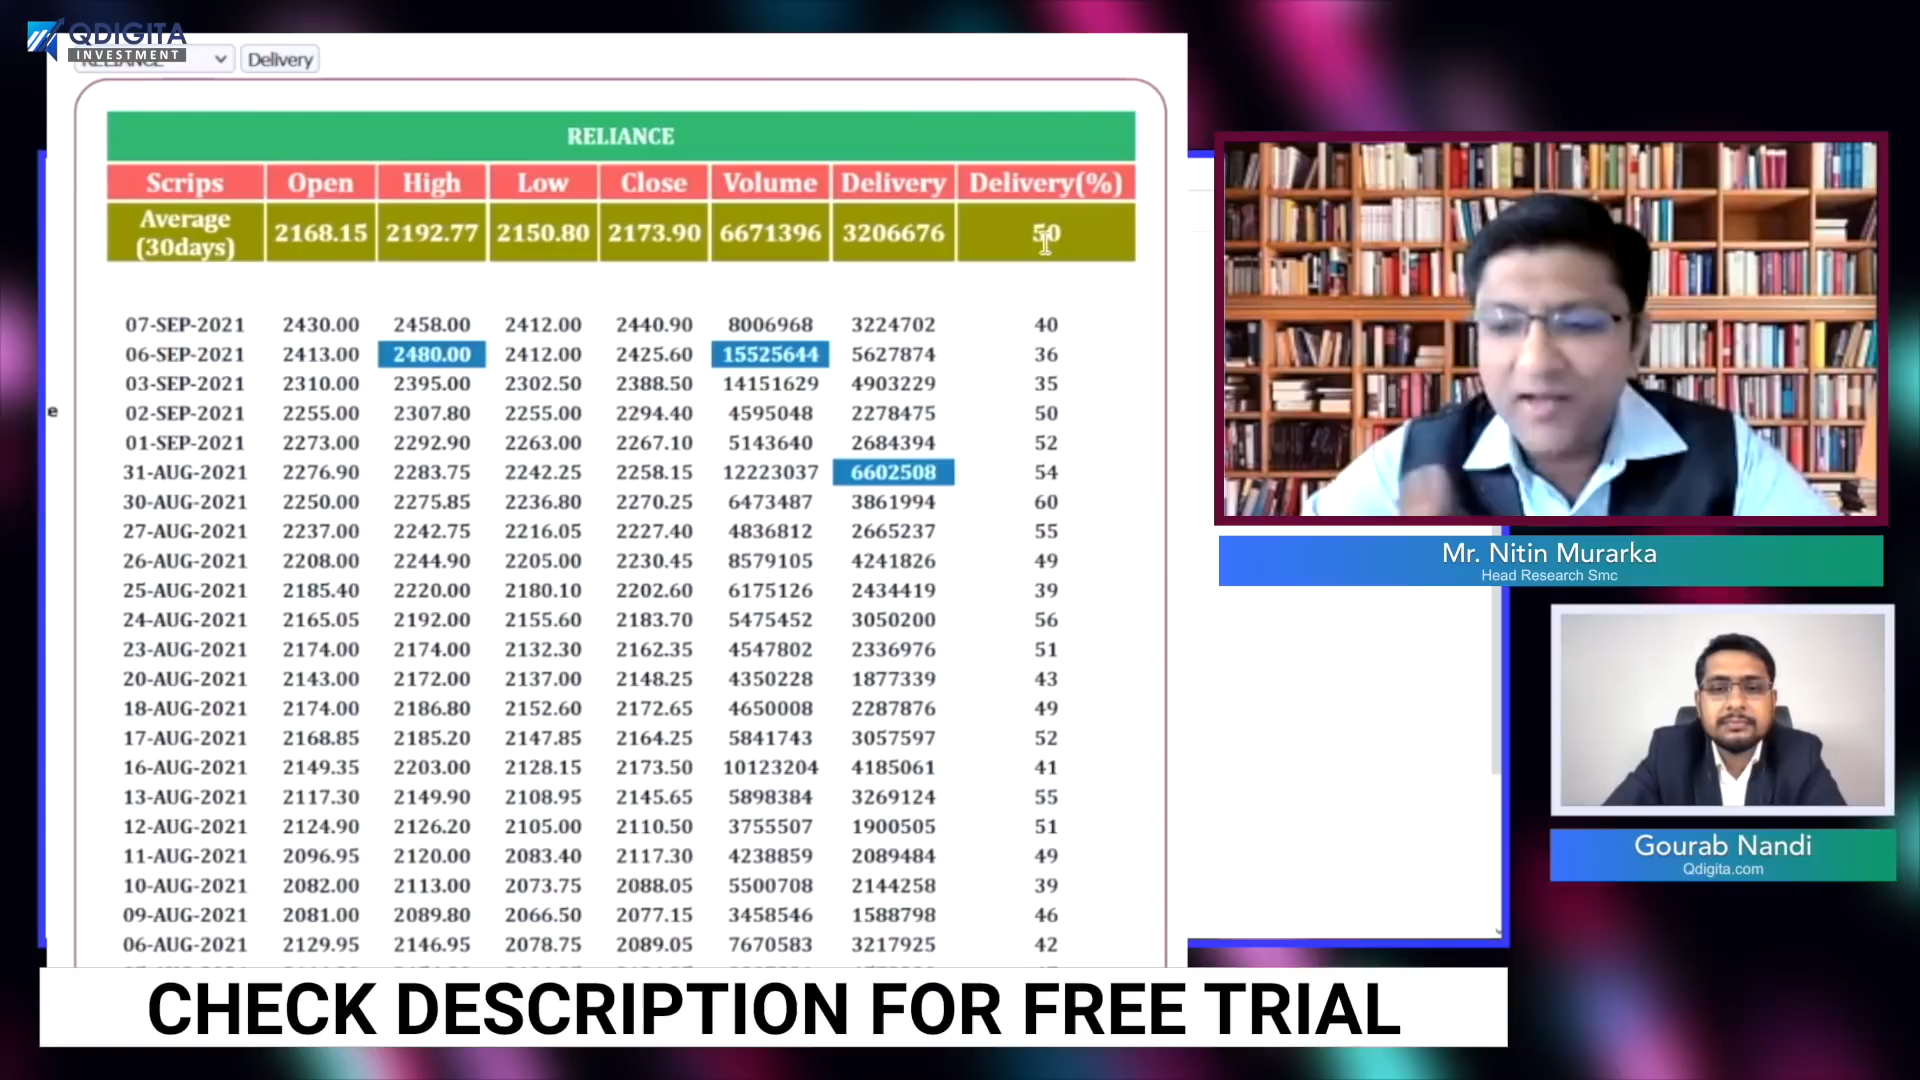 QDIGITA
INVESTMENT
RELIANCE
Delivery
RELIANCE
Scrips Open High Low Close Volume Delivery Delivery(%)
Average (30days) 2168.15 2192.77 2150.80 2173.90 6671396 3206676 50
07-SEP-2021 2430.00 2458.00 2412.00 2440.90 8006968 3224702 40
06-SEP-2021 2413.00 2480.00 2412.00 2425.60 15525644 5627874 36
03-SEP-2021 2310.00 2395.00 2302.50 2388.50 14151629 4903229 35
02-SEP-2021 2255.00 2307.80 2255.00 2294.40 4595048 2278475 50
01-SEP-2021 2273.00 2292.90 2263.00 2267.10 5143640 2684394 52
31-AUG-2021 2276.90 2283.75 2242.25 2258.15 12223037 6602508 54
30-AUG-2021 2250.00 2275.85 2236.80 2270.25 6473487 3861994 60
27-AUG-2021 2237.00 2242.75 2216.05 2227.40 4836812 2665237 55
26-AUG-2021 2208.00 2244.90 2205.00 2230.45 8579105 4241826 49
25-AUG-2021 2185.40 2220.00 2180.10 2202.60 6175126 2434419 39
24-AUG-2021 2165.05 2192.00 2155.60 2183.70 5475452 3050200 56
23-AUG-2021 2174.00 2174.00 2132.30 2162.35 4547802 2336976 51
20-AUG-2021 2143.00 2172.00 2137.00 2148.25 4350228 1877339 43
18-AUG-2021 2174.00 2186.80 2152.60 2172.65 4650008 2287876 49
17-AUG-2021 2168.85 2185.20 2147.85 2164.25 5841743 3057597 52
16-AUG-2021 2149.35 2203.00 2128.15 2173.50 10123204 4185061 41
13-AUG-2021 2117.30 2149.90 2108.95 2145.65 5898384 3269124 55
12-AUG-2021 2124.90 2126.20 2105.00 2110.50 3755507 1900505 51
11-AUG-2021 2096.95 2120.00 2083.40 2117.30 4238859 2089484 49
10-AUG-2021 2082.00 2113.00 2073.75 2088.05 5500708 2144258 39
09-AUG-2021 2081.00 2089.80 2066.50 2077.15 3458546 1588798 46
06-AUG-2021 2129.95 2146.95 2078.75 2089.05 7670583 3217925 42
e
Mr. Nitin Murarka
Head Research Smc
Gourab Nandi
Qdigita.com
CHECK DESCRIPTION FOR FREE TRIAL